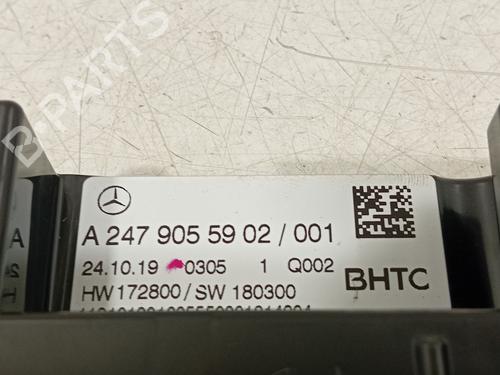 B-PARTS
A 247 905 59 02 / 001
24.10.19 0305 1 Q002
HW 172800 / SW 180300
BHTC